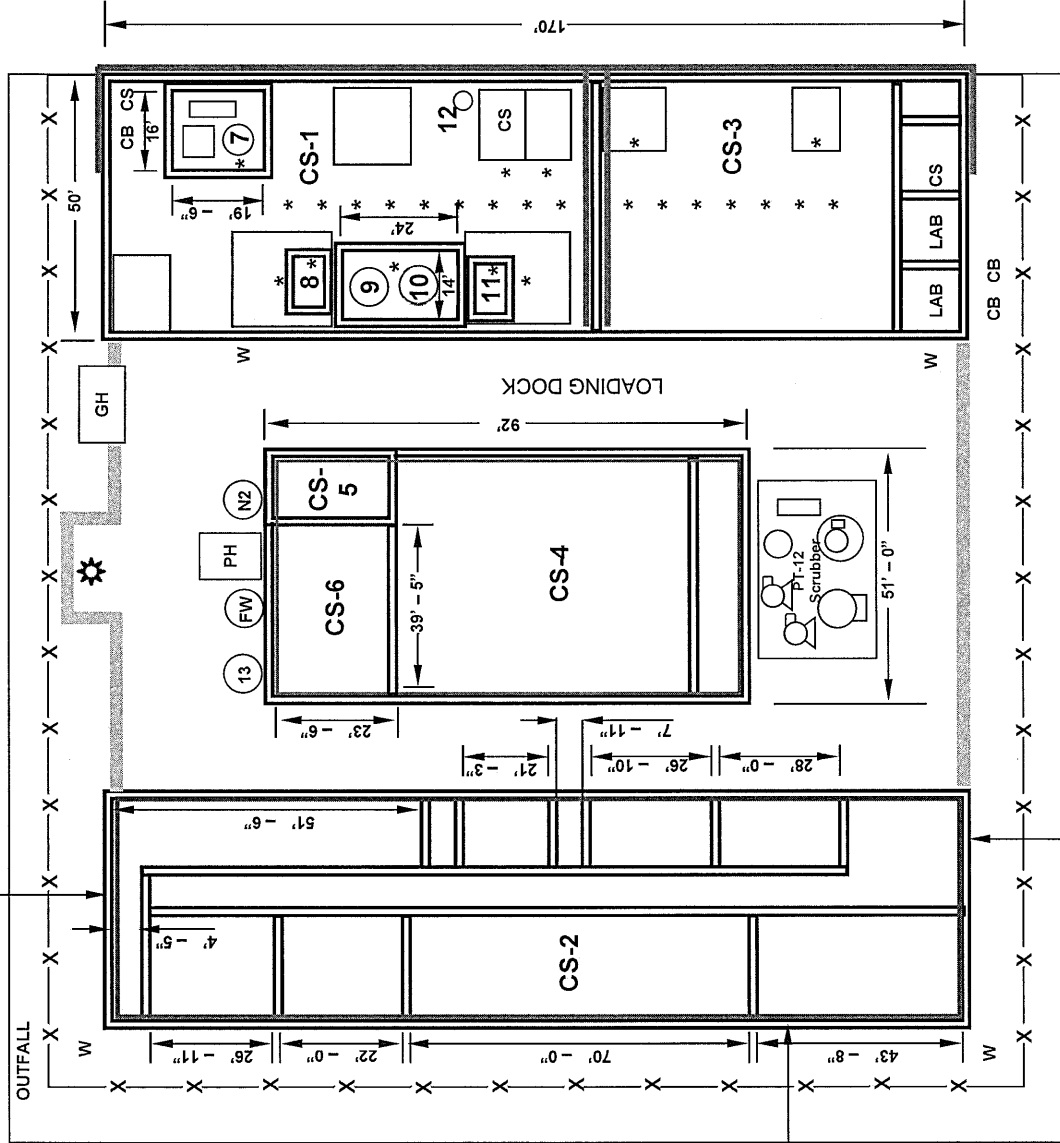 170'
50'
CB CS
16'
7
*
19' – 6"
CS-1
12
CS
* *
* * * * * * * * *
24'
8
*
*
9
*
10
14'
11
*
*
CS-3
*
*
* * * * * * *
CS
LAB
LAB
CB CB
W
W
GH
LOADING DOCK
92'
N2
PH
FW
13
CS-
5
CS-6
39' – 5"
CS-4
PT-12
Scrubber
51' – 0"
23' – 6"
7' – 11"
21' – 3"
26' – 10"
28' – 0"
51' – 6"
4' – 5"
CS-2
OUTFALL
W
W
26' – 11"
22' – 0"
70' – 0"
43' – 8"
X X X X X X X X X X X X X
X X X X X X X X X X X X
X X X X X X X X X X X X